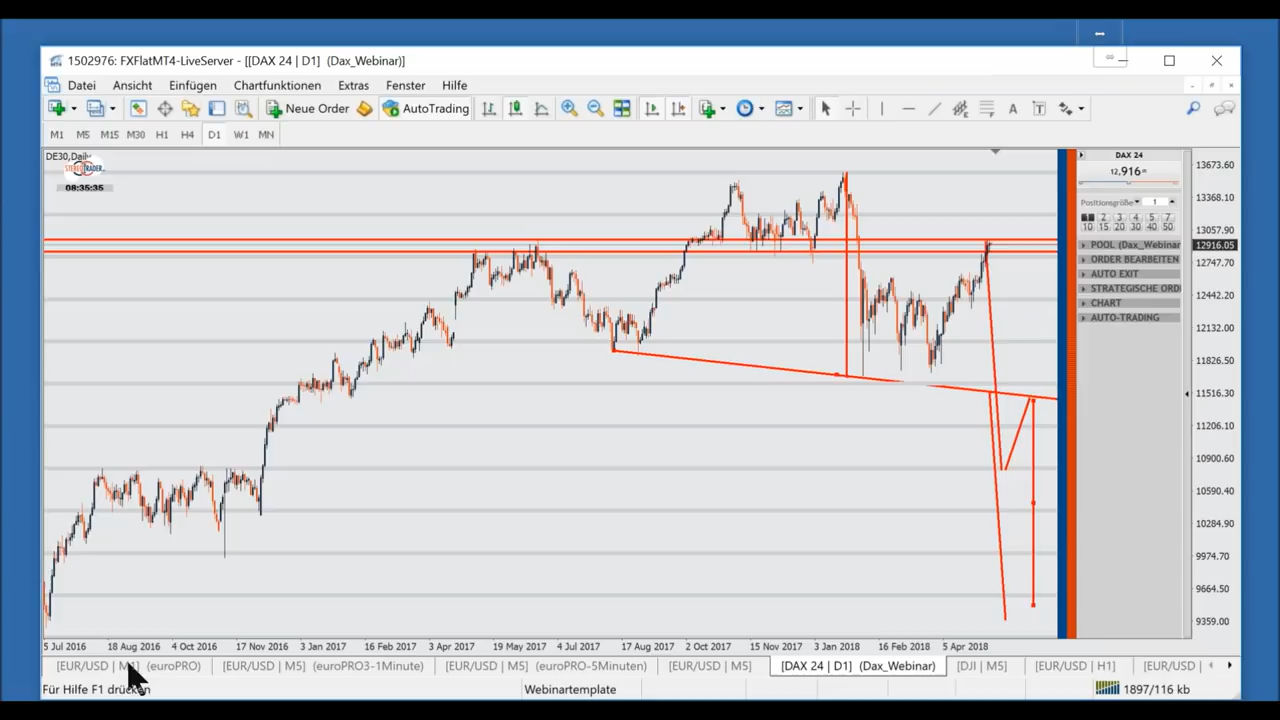 1502976: FXFlatMT4-LiveServer - [[DAX 24 | D1] (Dax_Webinar)]
Datei Ansicht Einfügen Chartfunktionen Extras Fenster Hilfe
Neue Order AutoTrading
M1 M5 M15 M30 H1 H4 D1 W1 MN
DE30,Daily
STEREOTRADER
08:35:35
DAX 24
12,916
Positionsgröße 1
1 2 3 4 5 7
10 15 20 30 40 50
POOL (Dax_Webinar
ORDER BEARBEITEN
AUTO EXIT
STRATEGISCHE ORD
CHART
AUTO-TRADING
13673.60
13368.10
13057.90
12916.05
12747.70
12442.20
12132.00
11826.50
11516.30
11206.10
10900.60
10590.40
10284.90
9974.70
9664.50
9359.00
5 Jul 2016 18 Aug 2016 4 Oct 2016 17 Nov 2016 3 Jan 2017 16 Feb 2017 3 Apr 2017 19 May 2017 4 Jul 2017 17 Aug 2017 2 Oct 2017 15 Nov 2017 3 Jan 2018 16 Feb 2018 5 Apr 2018
[EUR/USD | M1] (euroPRO) [EUR/USD | M5] (euroPRO3-1Minute) [EUR/USD | M5] (euroPRO-5Minuten) [EUR/USD | M5] [DAX 24 | D1] (Dax_Webinar) [DJI | M5] [EUR/USD | H1] [EUR/USD |
Für Hilfe F1 drücken Webinartemplate 1897/116 kb